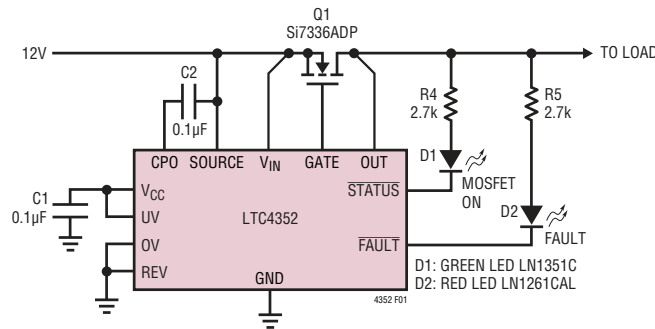 Q1
Si7336ADP
12V
TO LOAD
C2
0.1µF
R4
2.7k
R5
2.7k
CPO SOURCE VIN GATE OUT
D1
MOSFET
ON
STATUS
C1
0.1µF
VCC
UV
LTC4352
D2
FAULT
FAULT
OV
REV
GND
D1: GREEN LED LN1351C
D2: RED LED LN1261CAL
4352 F01